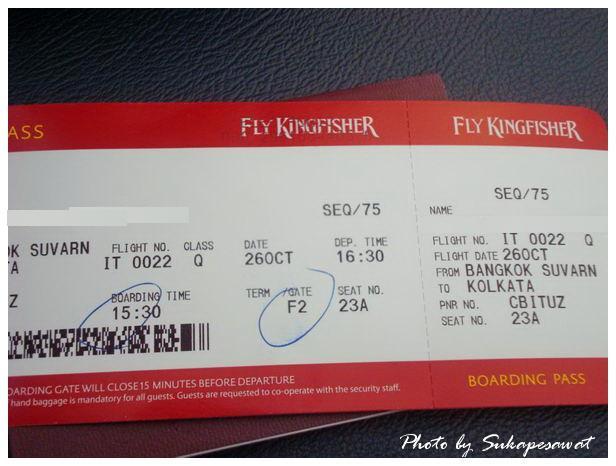 PASS
FLY KINGFISHER
SEQ/75
OK SUVARN
TA
FLIGHT NO. CLASS
IT 0022 Q
DATE
26OCT
DEP. TIME
16:30
UZ
BOARDING TIME
15:30
TERM /GATE
F2
SEAT NO.
23A
OARDING GATE WILL CLOSE 15 MINUTES BEFORE DEPARTURE
hand baggage is mandatory for all guests. Guests are requested to co-operate with the security staff.
FLY KINGFISHER
SEQ/75
NAME
FLIGHT NO. IT 0022 Q
FLIGHT DATE 26OCT
FROM BANGKOK SUVARN
TO KOLKATA
PNR NO. CBITUZ
SEAT NO. 23A
BOARDING PASS
Photo by Sukapesawat